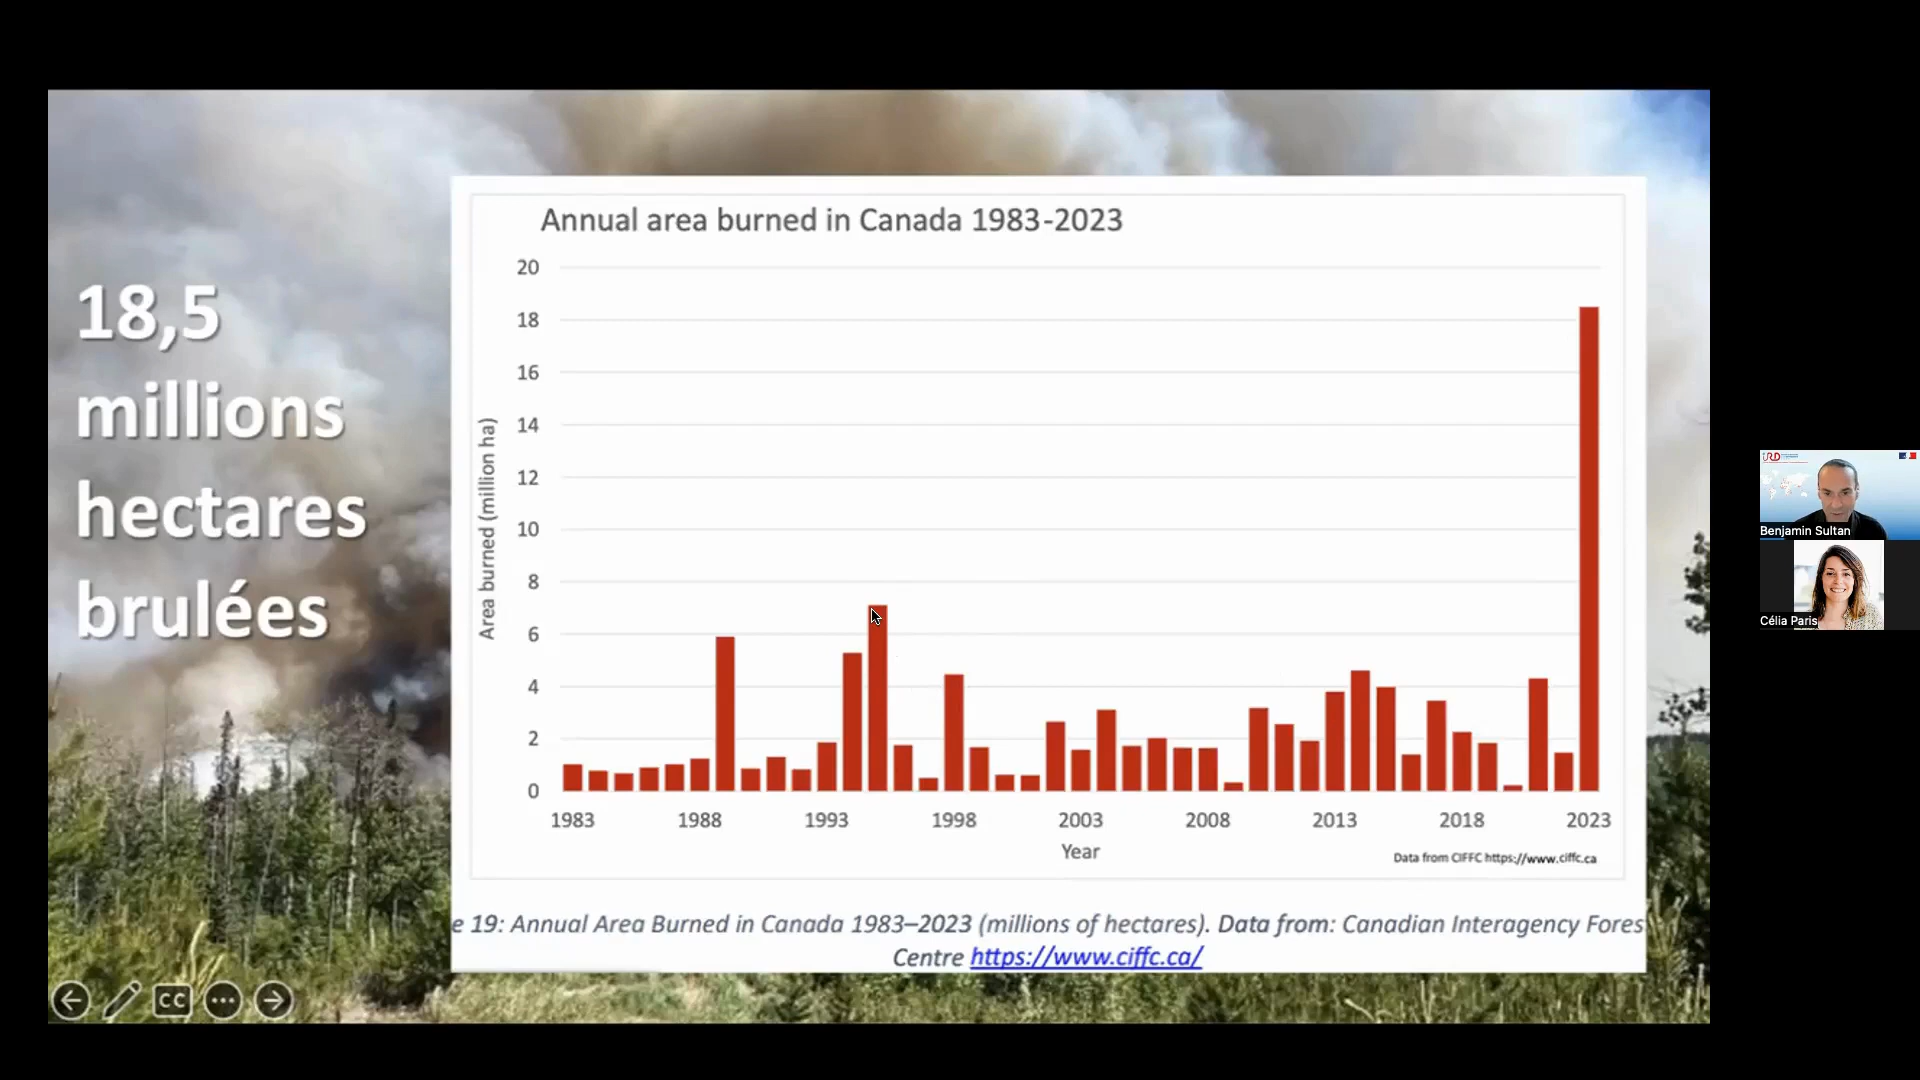 18,5
millions
hectares
brulées
Annual area burned in Canada 1983-2023
Area burned (million ha)
20
18
16
14
12
10
8
6
4
2
0
1983 1988 1993 1998 2003 2008 2013 2018 2023
Year
Data from CIFFC https://www.ciffc.ca
e 19: Annual Area Burned in Canada 1983–2023 (millions of hectares). Data from: Canadian Interagency Fores
Centre https://www.ciffc.ca/
CC
IRD
Benjamin Sultan
Célia Paris